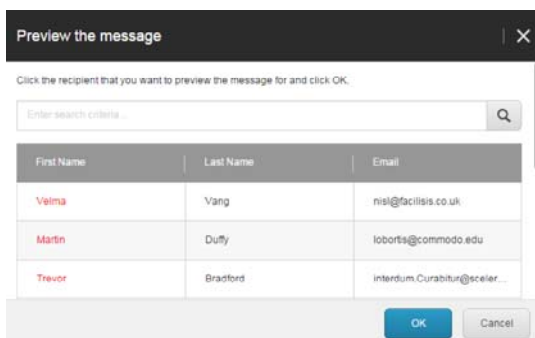 Preview the message
Click the recipient that you want to preview the message for and click OK.
Enter search criteria...
First Name Last Name Email
Velma Vang nisl@facilisis.co.uk
Martin Duffy lobortis@commodo.edu
Trevor Bradford interdum.Curabitur@sceler...
OK Cancel